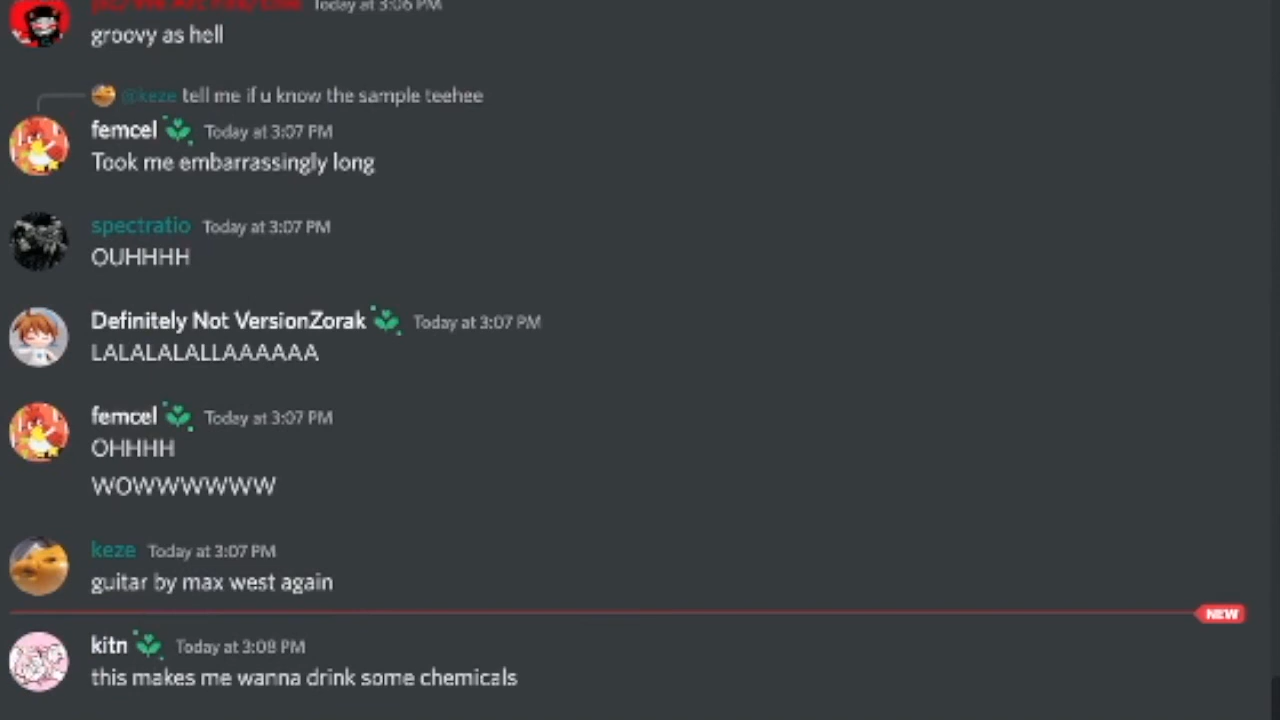 Today at 3:06 PM
groovy as hell
@keze tell me if u know the sample teehee
femcel Today at 3:07 PM
Took me embarrassingly long
spectratio Today at 3:07 PM
OUHHHH
Definitely Not VersionZorak Today at 3:07 PM
LALALALALLAAAAAA
femcel Today at 3:07 PM
OHHHH
WOWWWWWW
keze Today at 3:07 PM
guitar by max west again
NEW
kitn Today at 3:08 PM
this makes me wanna drink some chemicals